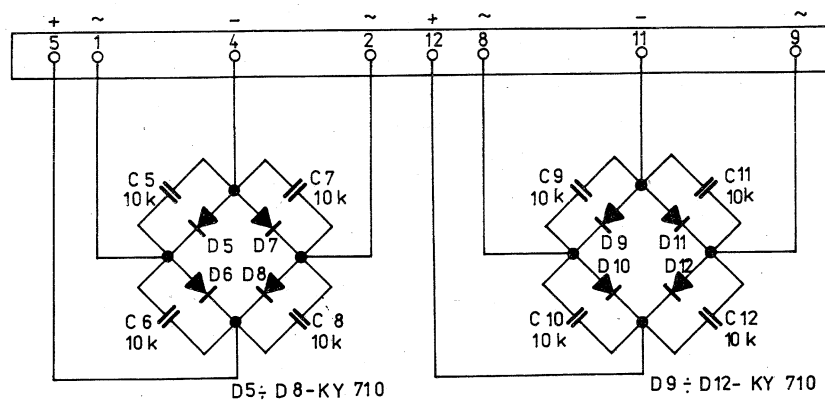 + ~ − ~ + ~ − ~
5 1 4 2 12 8 11 9
C5 10k
C7 10k
C9 10k
C11 10k
D5 D7
D9 D11
D6 D8
D10 D12
C6 10k
C8 10k
C10 10k
C12 10k
D5÷D8-KY 710
D9÷D12-KY 710